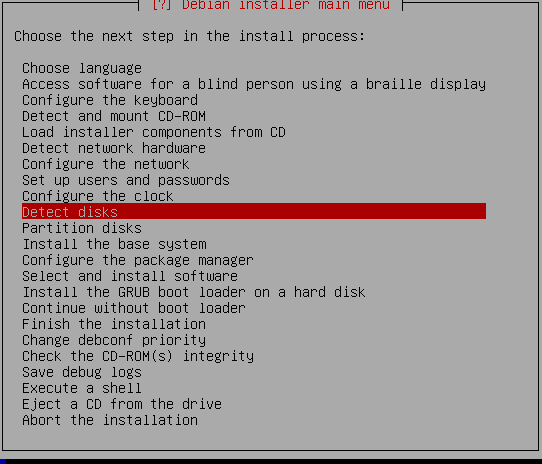 [?] Debian installer main menu
Choose the next step in the install process:
Choose language
Access software for a blind person using a braille display
Configure the keyboard
Detect and mount CD-ROM
Load installer components from CD
Detect network hardware
Configure the network
Set up users and passwords
Configure the clock
Detect disks
Partition disks
Install the base system
Configure the package manager
Select and install software
Install the GRUB boot loader on a hard disk
Continue without boot loader
Finish the installation
Change debconf priority
Check the CD-ROM(s) integrity
Save debug logs
Execute a shell
Eject a CD from the drive
Abort the installation